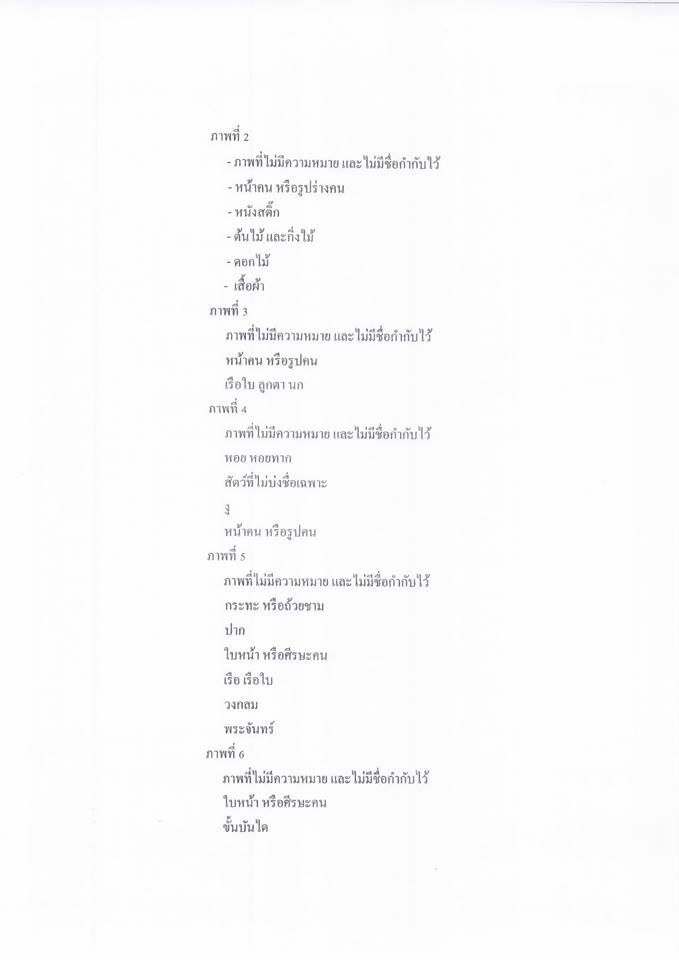 ภาพที่ 2
- ภาพที่ไม่มีความหมาย และไม่มีชื่อกำกับไว้
- หน้าคน หรือรูปร่างคน
- หนังสติ๊ก
- ต้นไม้ และกิ่งไม้
- ดอกไม้
- เสื้อผ้า
ภาพที่ 3
ภาพที่ไม่มีความหมาย และไม่มีชื่อกำกับไว้
หน้าคน หรือรูปคน
เรือใบ ลูกตา นก
ภาพที่ 4
ภาพที่ไม่มีความหมาย และไม่มีชื่อกำกับไว้
หอย หอยทาก
สัตว์ที่ไม่บ่งชื่อเฉพาะ
งู
หน้าคน หรือรูปคน
ภาพที่ 5
ภาพที่ไม่มีความหมาย และไม่มีชื่อกำกับไว้
กระทะ หรือถ้วยชาม
ปาก
ใบหน้า หรือศีรษะคน
เรือ เรือใบ
วงกลม
พระจันทร์
ภาพที่ 6
ภาพที่ไม่มีความหมาย และไม่มีชื่อกำกับไว้
ใบหน้า หรือศีรษะคน
ขั้นบันได